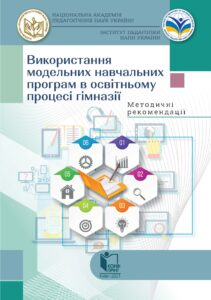 НАЦІОНАЛЬНА АКАДЕМІЯ
ПЕДАГОГІЧНИХ НАУК УКРАЇНИ
ІНСТИТУТ ПЕДАГОГІКИ
НАПН УКРАЇНИ
Використання
модельних навчальних
програм в освітньому
процесі гімназії
Методичні
рекомендації
06
01
05
02
04
03